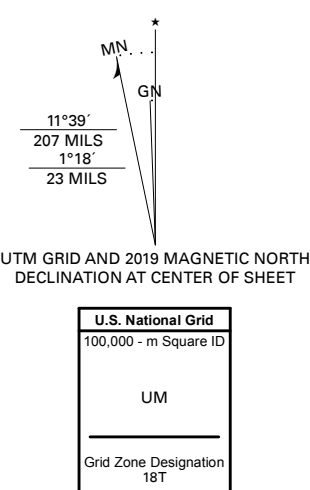 ★
MN
GN
11°39´
207 MILS
1°18´
23 MILS
UTM GRID AND 2019 MAGNETIC NORTH
DECLINATION AT CENTER OF SHEET
U.S. National Grid
100,000 - m Square ID
UM
Grid Zone Designation
18T